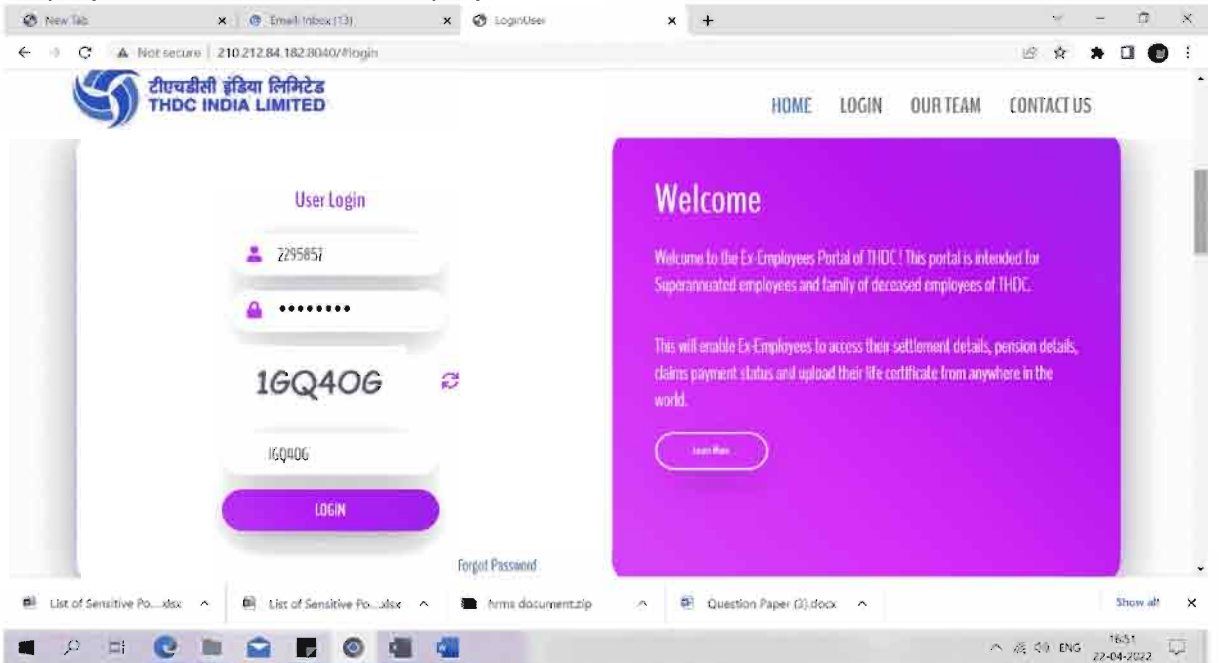 New Tab
Email: Inbox (13)
LoginUser
Not secure | 210.212.84.182:8040/#login
टीएचडीसी इंडिया लिमिटेड
THDC INDIA LIMITED
HOME LOGIN OUR TEAM CONTACT US
User Login
2295857
1GQ4OG
1GQ4OG
LOGIN
Forgot Password
Welcome
Welcome to the Ex-Employees Portal of THDC! This portal is intended for
Superannuated employees and family of deceased employees of THDC.
This will enable Ex-Employees to access their settlement details, pension details,
claims payment status and upload their life certificate from anywhere in the
world.
Learn More
List of Sensitive Po....xlsx
List of Sensitive Po....xlsx
hrms document.zip
Question Paper (3).docx
Show all
ENG
16:51
22-04-2022